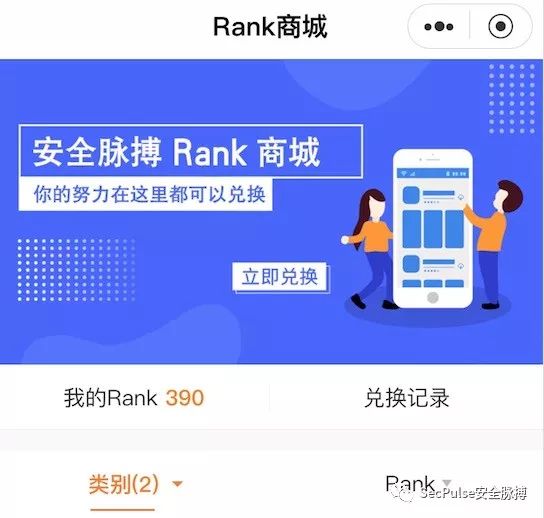 Rank商城
安全脉搏 Rank 商城
你的努力在这里都可以兑换
立即兑换
我的Rank 390
兑换记录
类别(2)
Rank
SecPulse安全脉搏